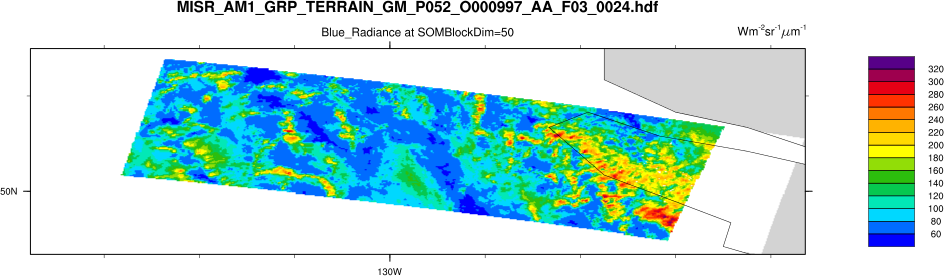 MISR_AM1_GRP_TERRAIN_GM_P052_O000997_AA_F03_0024.hdf
Blue_Radiance at SOMBlockDim=50
Wm⁻²sr⁻¹μm⁻¹
320
300
280
260
240
220
200
180
160
140
120
100
80
60
50N
130W